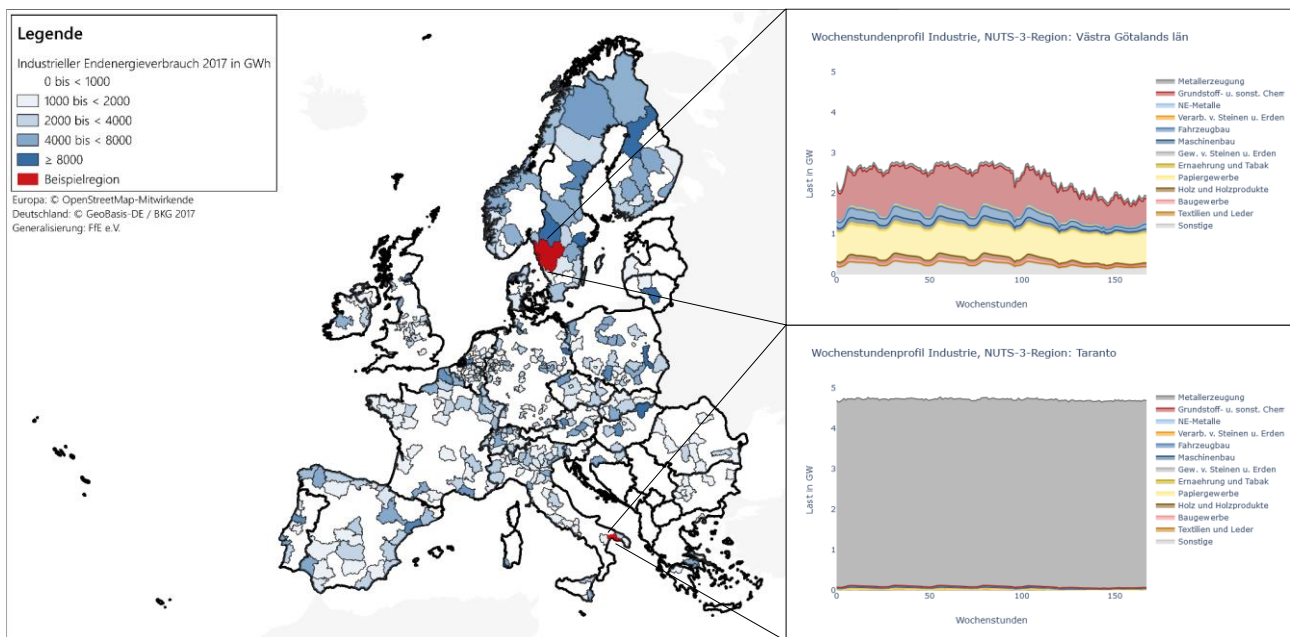 Legende
Industrieller Endenergieverbrauch 2017 in GWh
0 bis < 1000
1000 bis < 2000
2000 bis < 4000
4000 bis < 8000
≥ 8000
Beispielregion
Europa: © OpenStreetMap-Mitwirkende
Deutschland: © GeoBasis-DE / BKG 2017
Generalisierung: FfE e.V.
Wochenstundenprofil Industrie, NUTS-3-Region: Västra Götalands län
5
4
3
2
1
0
Last in GW
0
50
100
150
Wochenstunden
Metallerzeugung
Grundstoff- u. sonst. Chem
NE-Metalle
Verarb. v. Steinen u. Erden
Fahrzeugbau
Maschinenbau
Gew. v. Steinen u. Erden
Ernaehrung und Tabak
Papiergewerbe
Holz und Holzprodukte
Baugewerbe
Textilien und Leder
Sonstige
Wochenstundenprofil Industrie, NUTS-3-Region: Taranto
5
4
3
2
1
0
Last in GW
0
50
100
150
Wochenstunden
Metallerzeugung
Grundstoff- u. sonst. Chem
NE-Metalle
Verarb. v. Steinen u. Erden
Fahrzeugbau
Maschinenbau
Gew. v. Steinen u. Erden
Ernaehrung und Tabak
Papiergewerbe
Holz und Holzprodukte
Baugewerbe
Textilien und Leder
Sonstige